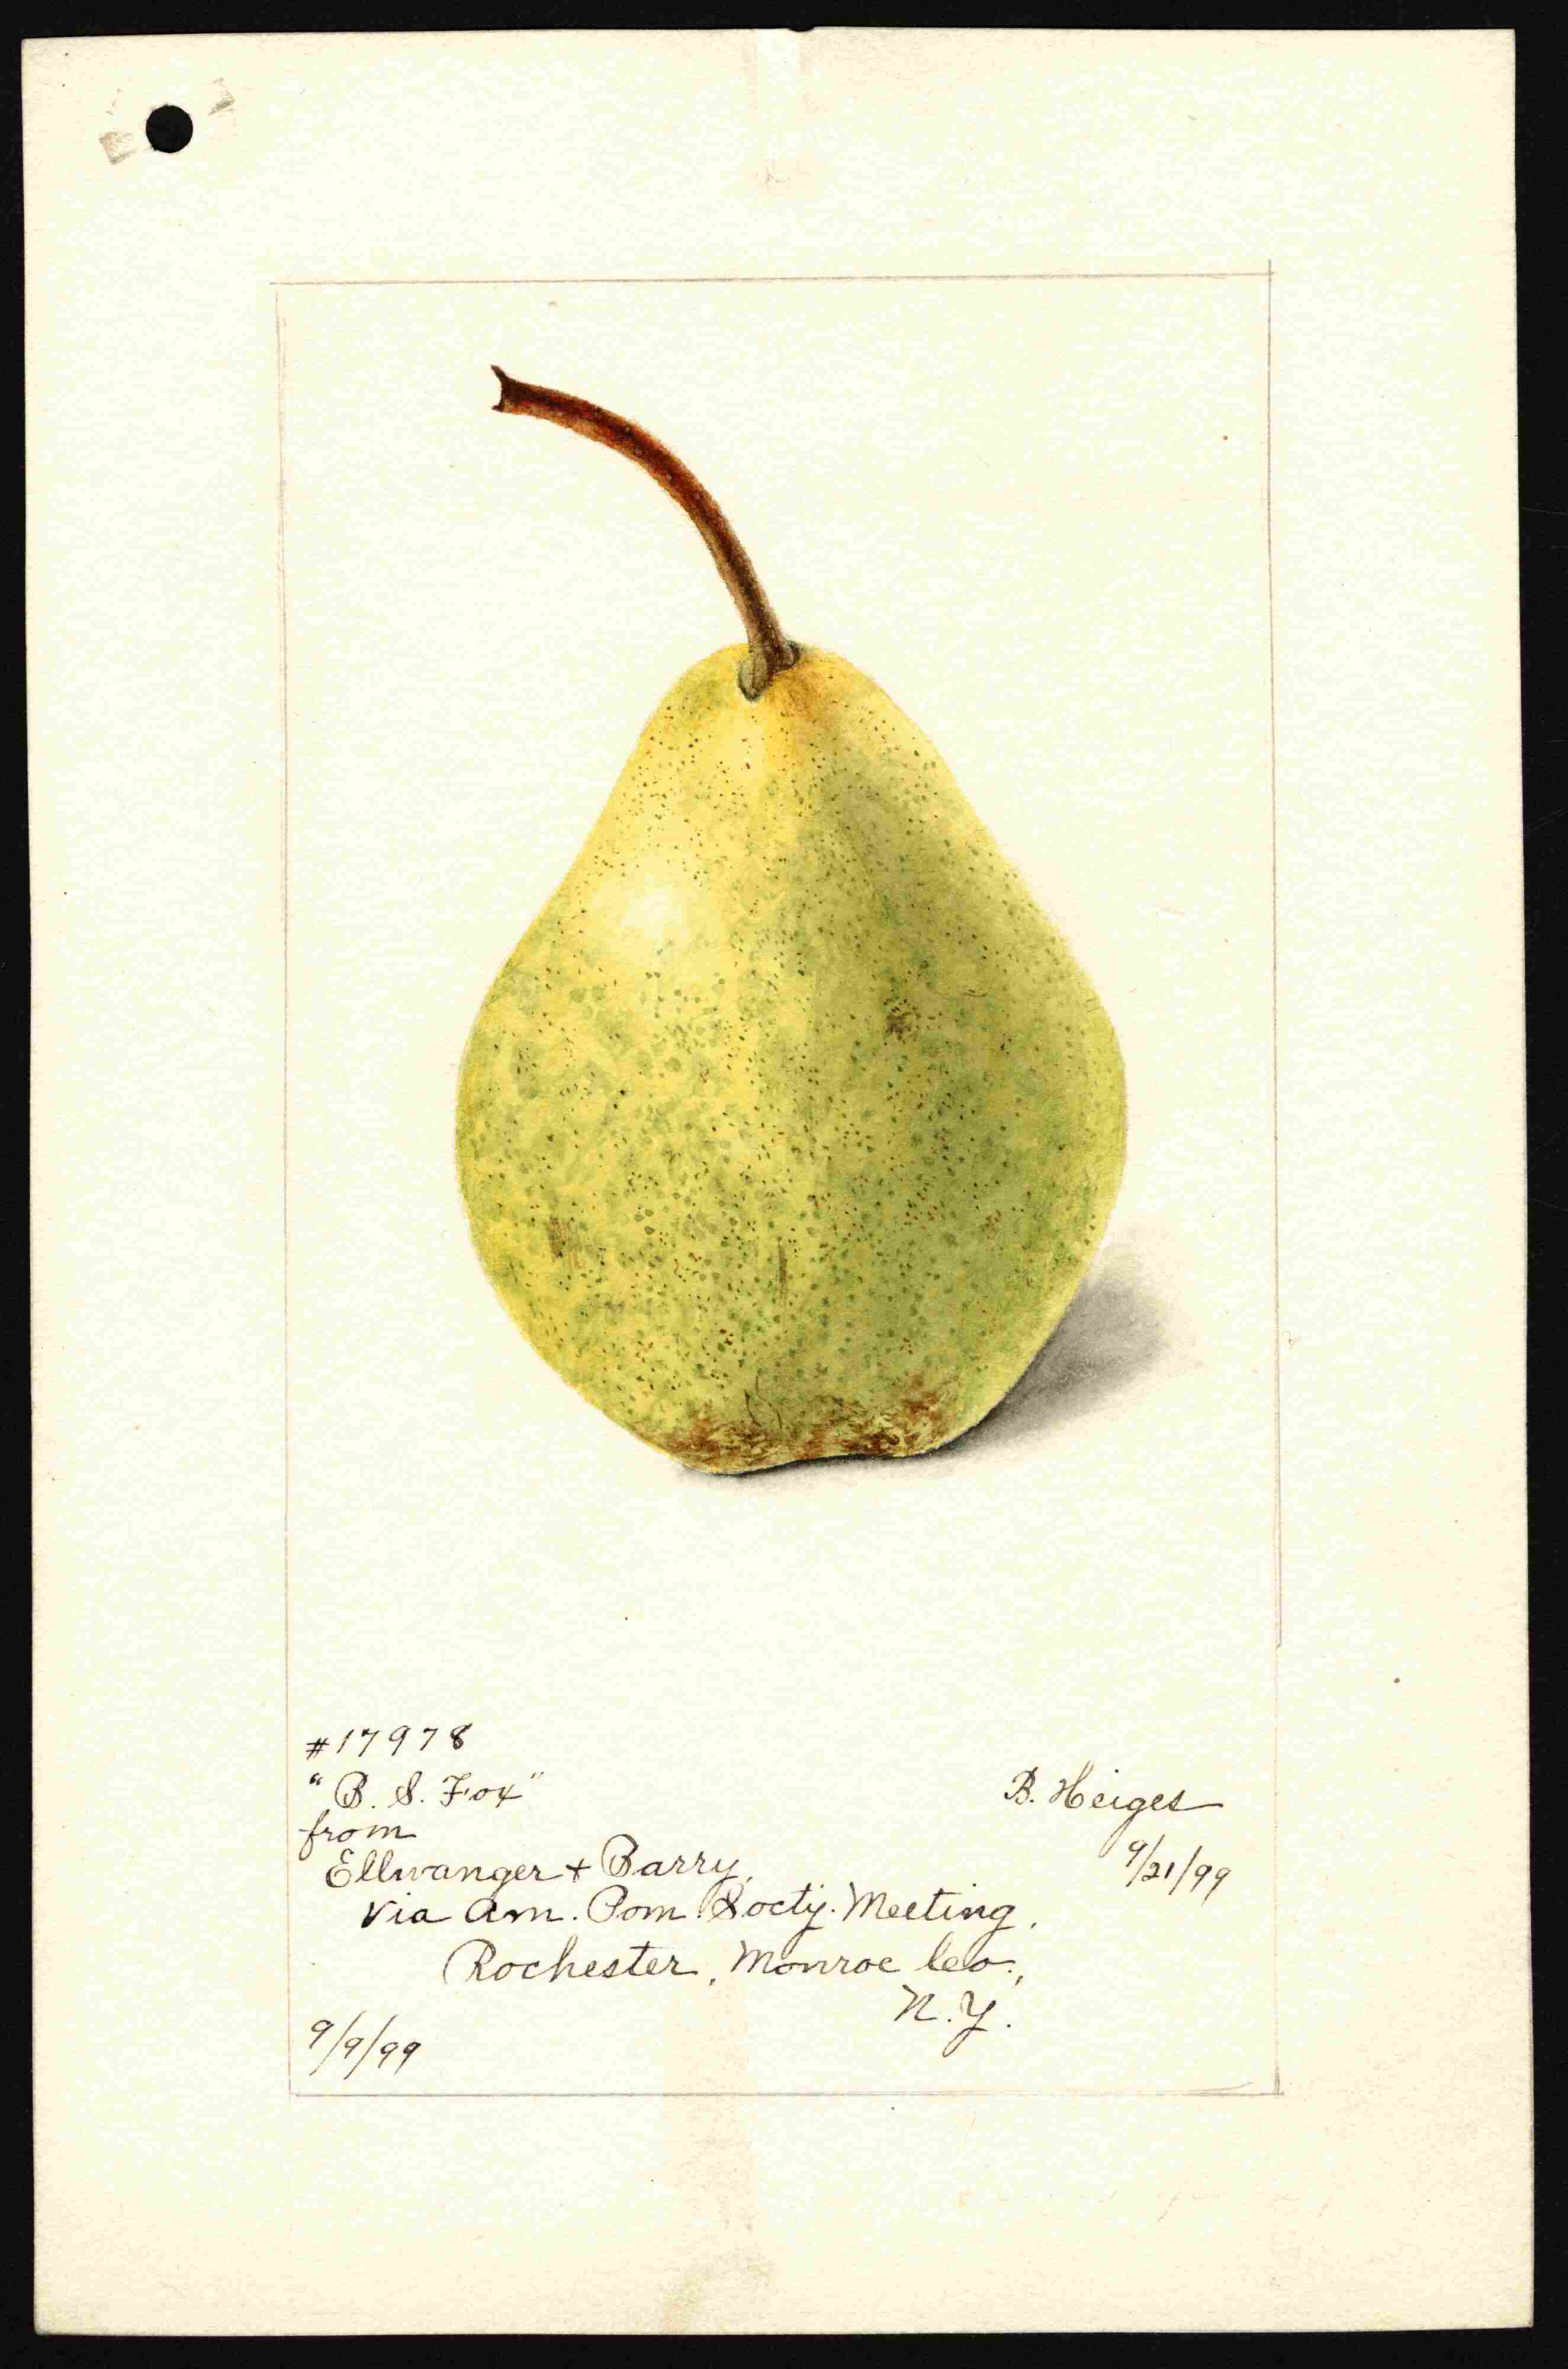 #17978
"B. S. Fox"
from
Ellwanger + Barry,
via Am. Pom. Socty. Meeting,
Rochester, Monroe Co.,
N.Y.
9/9/99
B. Heiges
9/21/99